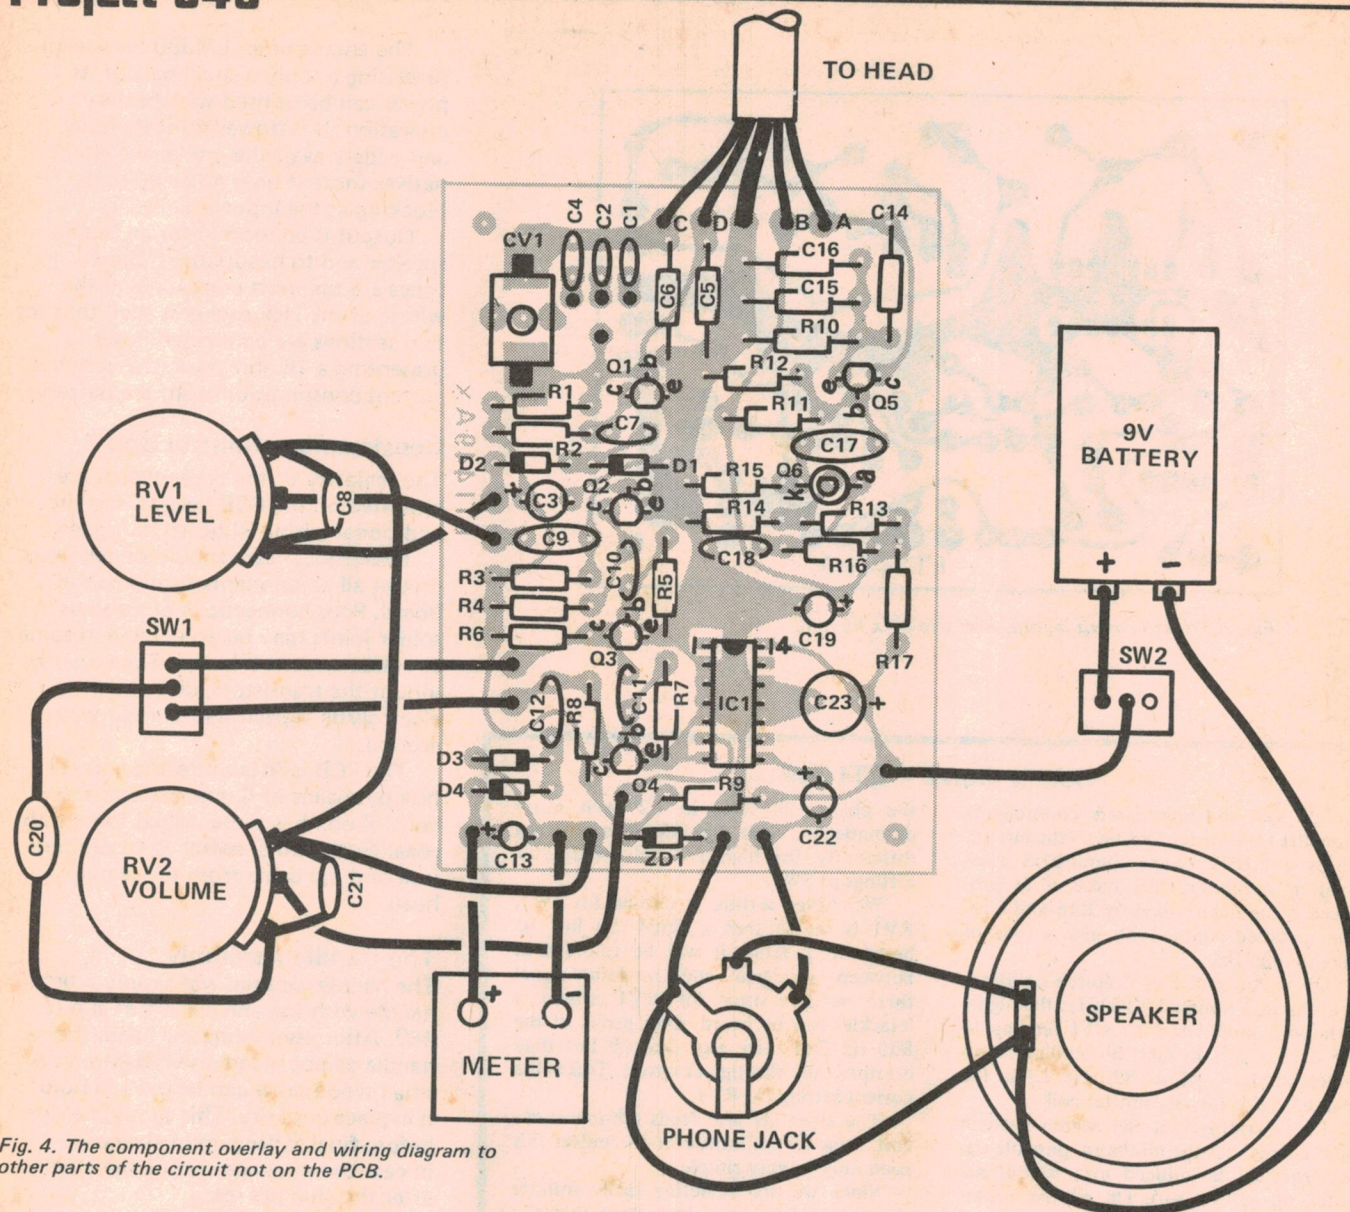 TO HEAD
C4
C2
C1
C
D
B
A
C14
CV1
C16
C6
C5
C15
R10
Q1
b
c
e
R12
e
c
b
Q5
R1
R11
C7
C17
R2
D2
D1
R15
Q6
a
k
9V
BATTERY
+
-
RV1
LEVEL
C8
+
C3
Q2
b
c
e
R14
R13
C9
C18
R16
C10
R5
R3
R4
R6
b
c
e
Q3
C19
+
R17
SW1
SW2
1
14
IC1
C12
R8
C11
R7
C23
+
D3
D4
b
c
e
Q4
R9
+
C22
C20
+
C13
ZD1
RV2
VOLUME
C21
+
-
METER
SPEAKER
PHONE JACK
Fig. 4. The component overlay and wiring diagram to
other parts of the circuit not on the PCB.